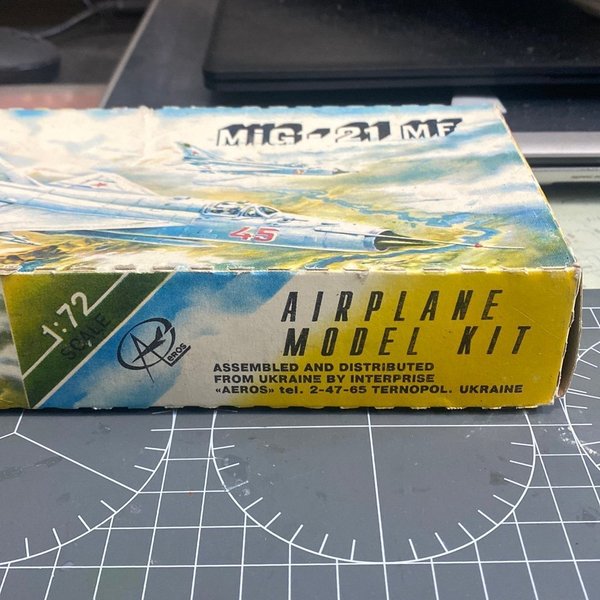 MiG-21 MF
45
1:72
SCALE
eros
AIRPLANE
MODEL KIT
ASSEMBLED AND DISTRIBUTED
FROM UKRAINE BY INTERPRISE
«AEROS» tel. 2-47-65 TERNOPOL. UKRAINE